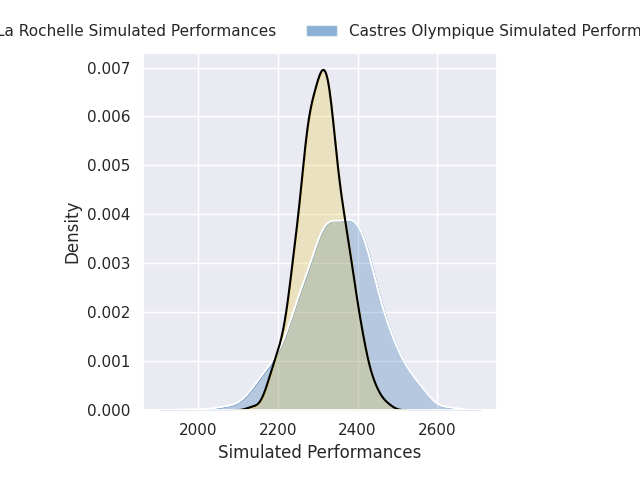 La Rochelle Simulated Performances
Castres Olympique Simulated Perform
0.007
0.006
0.005
0.004
0.003
0.002
0.001
0.000
Density
2000 2200 2400 2600
Simulated Performances